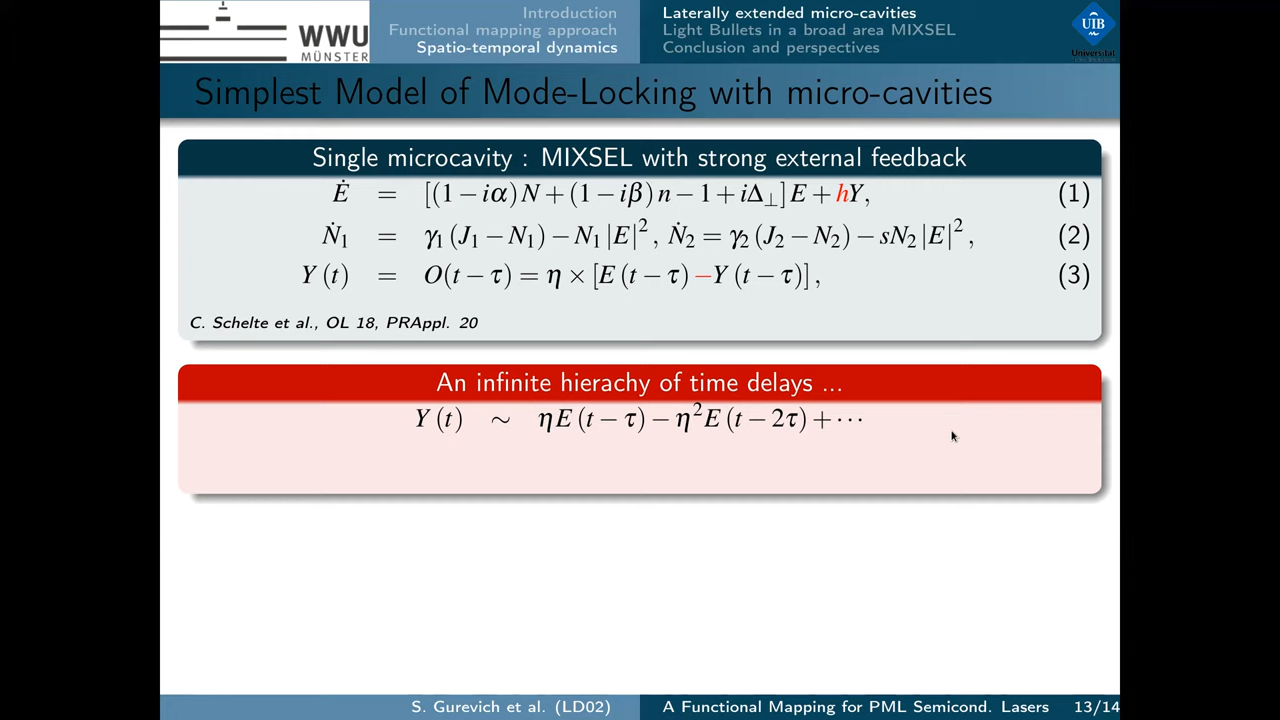 WWU
MÜNSTER
Introduction
Functional mapping approach
Spatio-temporal dynamics
Laterally extended micro-cavities
Light Bullets in a broad area MIXSEL
Conclusion and perspectives
UIB
Universitat
Simplest Model of Mode-Locking with micro-cavities
Single microcavity : MIXSEL with strong external feedback
Ė = [(1−iα)N+(1−iβ)n−1+iΔ⊥]E+hY, (1)
Ṅ₁ = γ₁(J₁−N₁)−N₁|E|², Ṅ₂ = γ₂(J₂−N₂)−sN₂|E|², (2)
Y(t) = O(t−τ) = η×[E(t−τ)−Y(t−τ)], (3)
C. Schelte et al., OL 18, PRAppl. 20
An infinite hierachy of time delays ...
Y(t) ∼ ηE(t−τ)−η²E(t−2τ)+⋯
S. Gurevich et al. (LD02)
A Functional Mapping for PML Semicond. Lasers 13/14